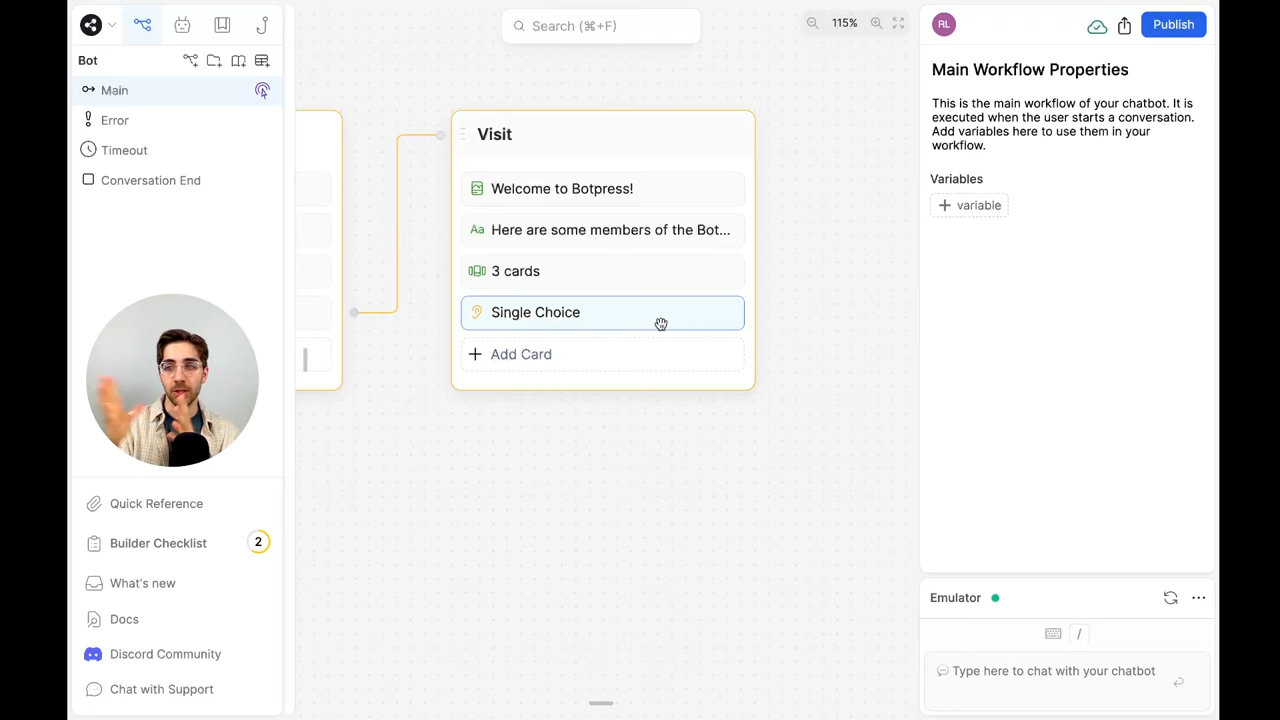 Search (⌘+F)
115%
RL
Publish
Bot
Main
Error
Timeout
Conversation End
Visit
Welcome to Botpress!
Aa Here are some members of the Bot...
3 cards
Single Choice
+ Add Card
Main Workflow Properties
This is the main workflow of your chatbot. It is
executed when the user starts a conversation.
Add variables here to use them in your
workflow.
Variables
+ variable
Quick Reference
Builder Checklist
2
What's new
Docs
Discord Community
Chat with Support
Emulator
/
Type here to chat with your chatbot